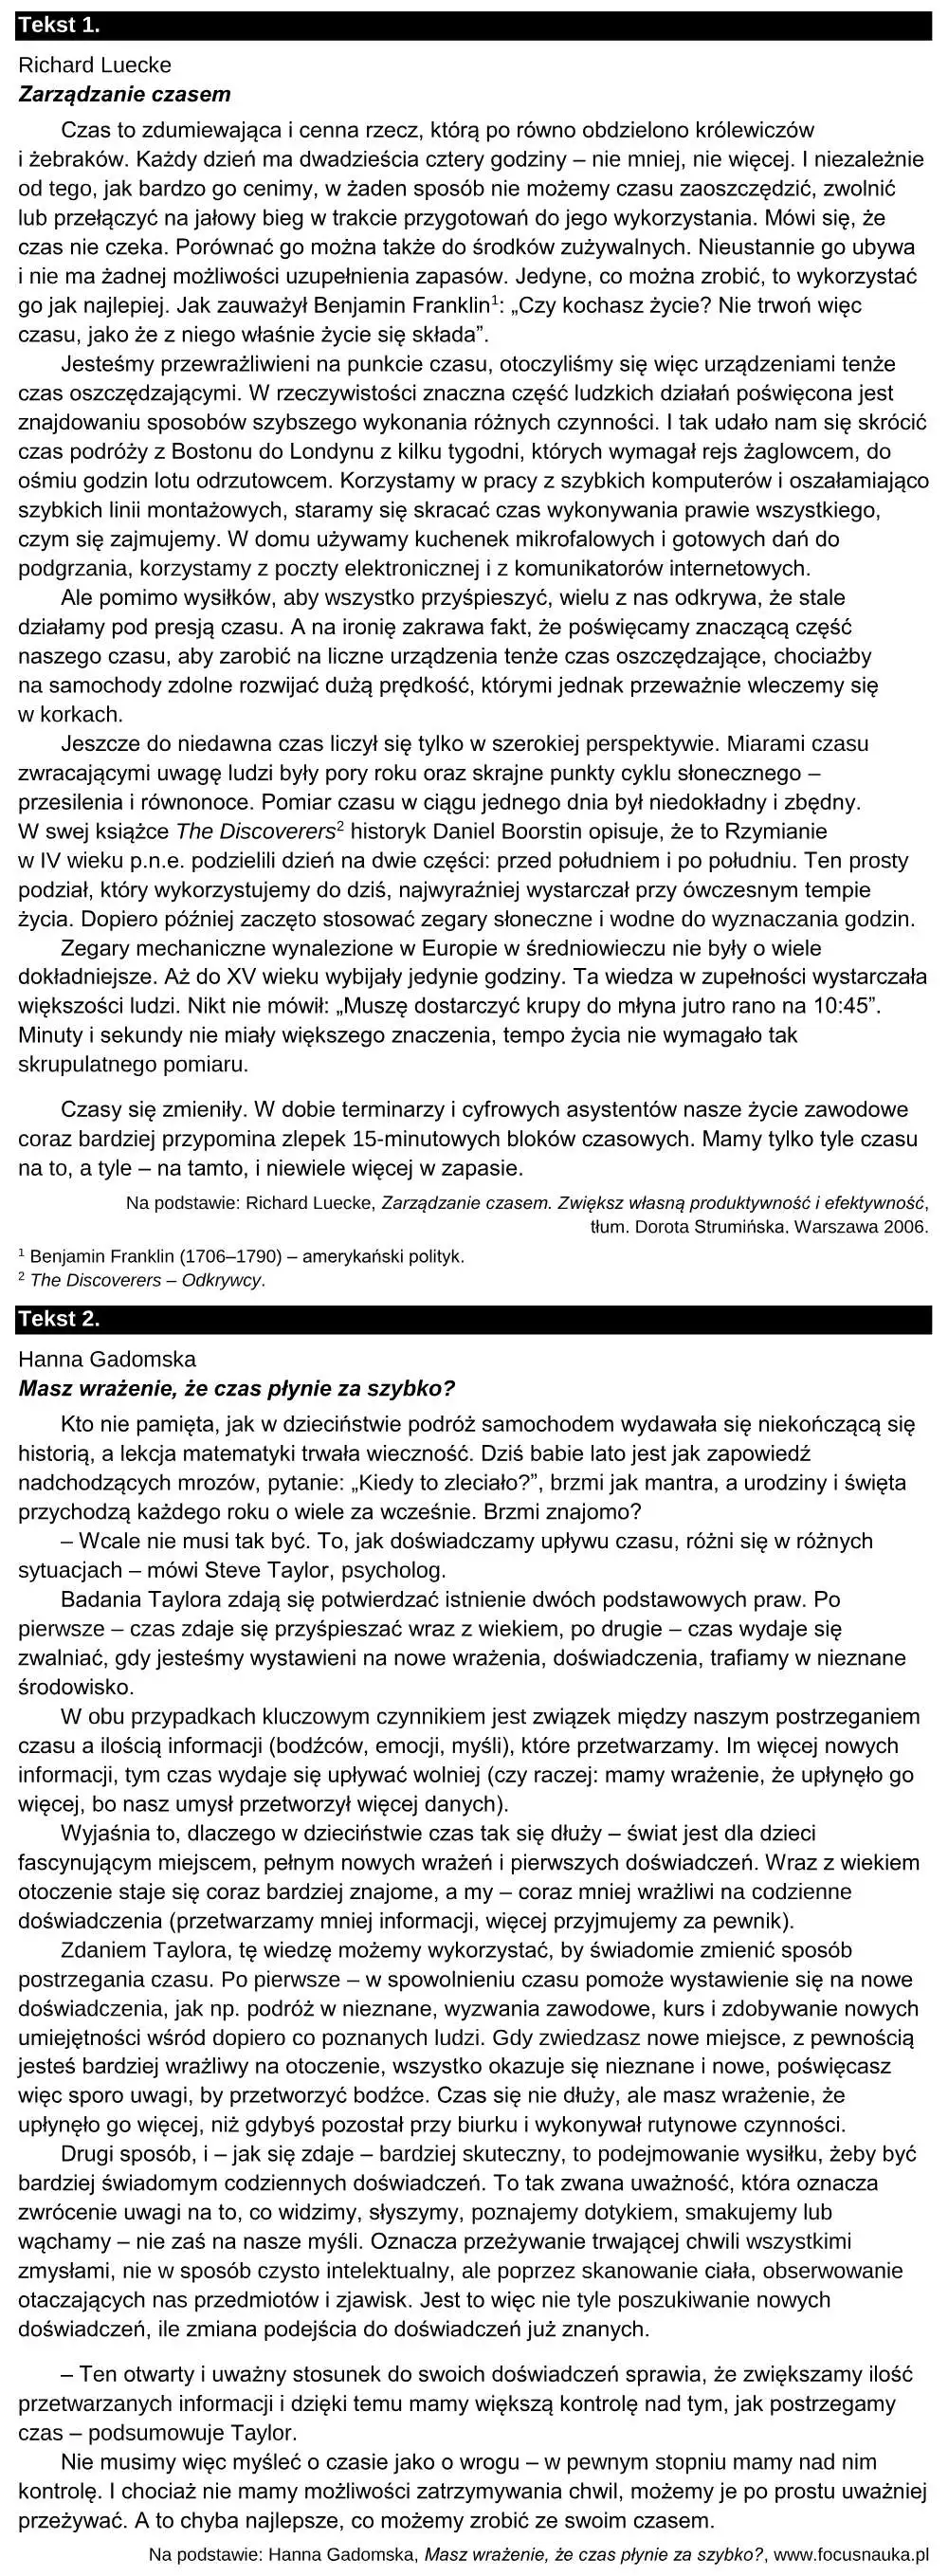 Tekst 1.
Richard Luecke
Zarządzanie czasem
Czas to zdumiewająca i cenna rzecz, którą po równo obdzielono królewiczów
i żebraków. Każdy dzień ma dwadzieścia cztery godziny – nie mniej, nie więcej. I niezależnie
od tego, jak bardzo go cenimy, w żaden sposób nie możemy czasu zaoszczędzić, zwolnić
lub przełączyć na jałowy bieg w trakcie przygotowań do jego wykorzystania. Mówi się, że
czas nie czeka. Porównać go można także do środków zużywalnych. Nieustannie go ubywa
i nie ma żadnej możliwości uzupełnienia zapasów. Jedyne, co można zrobić, to wykorzystać
go jak najlepiej. Jak zauważył Benjamin Franklin¹: „Czy kochasz życie? Nie trwoń więc
czasu, jako że z niego właśnie życie się składa”.
Jesteśmy przewrażliwieni na punkcie czasu, otoczyliśmy się więc urządzeniami tenże
czas oszczędzającymi. W rzeczywistości znaczna część ludzkich działań poświęcona jest
znajdowaniu sposobów szybszego wykonania różnych czynności. I tak udało nam się skrócić
czas podróży z Bostonu do Londynu z kilku tygodni, których wymagał rejs żaglowcem, do
ośmiu godzin lotu odrzutowcem. Korzystamy w pracy z szybkich komputerów i oszałamiająco
szybkich linii montażowych, staramy się skracać czas wykonywania prawie wszystkiego,
czym się zajmujemy. W domu używamy kuchenek mikrofalowych i gotowych dań do
podgrzania, korzystamy z poczty elektronicznej i z komunikatorów internetowych.
Ale pomimo wysiłków, aby wszystko przyśpieszyć, wielu z nas odkrywa, że stale
działamy pod presją czasu. A na ironię zakrawa fakt, że poświęcamy znaczącą część
naszego czasu, aby zarobić na liczne urządzenia tenże czas oszczędzające, chociażby
na samochody zdolne rozwijać dużą prędkość, którymi jednak przeważnie wleczemy się
w korkach.
Jeszcze do niedawna czas liczył się tylko w szerokiej perspektywie. Miarami czasu
zwracającymi uwagę ludzi były pory roku oraz skrajne punkty cyklu słonecznego –
przesilenia i równonoce. Pomiar czasu w ciągu jednego dnia był niedokładny i zbędny.
W swej książce The Discoverers² historyk Daniel Boorstin opisuje, że to Rzymianie
w IV wieku p.n.e. podzielili dzień na dwie części: przed południem i po południu. Ten prosty
podział, który wykorzystujemy do dziś, najwyraźniej wystarczał przy ówczesnym tempie
życia. Dopiero później zaczęto stosować zegary słoneczne i wodne do wyznaczania godzin.
Zegary mechaniczne wynalezione w Europie w średniowieczu nie były o wiele
dokładniejsze. Aż do XV wieku wybijały jedynie godziny. Ta wiedza w zupełności wystarczała
większości ludzi. Nikt nie mówił: „Muszę dostarczyć krupy do młyna jutro rano na 10:45”.
Minuty i sekundy nie miały większego znaczenia, tempo życia nie wymagało tak
skrupulatnego pomiaru.
Czasy się zmieniły. W dobie terminarzy i cyfrowych asystentów nasze życie zawodowe
coraz bardziej przypomina zlepek 15-minutowych bloków czasowych. Mamy tylko tyle czasu
na to, a tyle – na tamto, i niewiele więcej w zapasie.
Na podstawie: Richard Luecke, Zarządzanie czasem. Zwiększ własną produktywność i efektywność,
tłum. Dorota Strumińska. Warszawa 2006.
¹ Benjamin Franklin (1706–1790) – amerykański polityk.
² The Discoverers – Odkrywcy.
Tekst 2.
Hanna Gadomska
Masz wrażenie, że czas płynie za szybko?
Kto nie pamięta, jak w dzieciństwie podróż samochodem wydawała się niekończącą się
historią, a lekcja matematyki trwała wieczność. Dziś babie lato jest jak zapowiedź
nadchodzących mrozów, pytanie: „Kiedy to zleciało?”, brzmi jak mantra, a urodziny i święta
przychodzą każdego roku o wiele za wcześnie. Brzmi znajomo?
– Wcale nie musi tak być. To, jak doświadczamy upływu czasu, różni się w różnych
sytuacjach – mówi Steve Taylor, psycholog.
Badania Taylora zdają się potwierdzać istnienie dwóch podstawowych praw. Po
pierwsze – czas zdaje się przyśpieszać wraz z wiekiem, po drugie – czas wydaje się
zwalniać, gdy jesteśmy wystawieni na nowe wrażenia, doświadczenia, trafiamy w nieznane
środowisko.
W obu przypadkach kluczowym czynnikiem jest związek między naszym postrzeganiem
czasu a ilością informacji (bodźców, emocji, myśli), które przetwarzamy. Im więcej nowych
informacji, tym czas wydaje się upływać wolniej (czy raczej: mamy wrażenie, że upłynęło go
więcej, bo nasz umysł przetworzył więcej danych).
Wyjaśnia to, dlaczego w dzieciństwie czas tak się dłuży – świat jest dla dzieci
fascynującym miejscem, pełnym nowych wrażeń i pierwszych doświadczeń. Wraz z wiekiem
otoczenie staje się coraz bardziej znajome, a my – coraz mniej wrażliwi na codzienne
doświadczenia (przetwarzamy mniej informacji, więcej przyjmujemy za pewnik).
Zdaniem Taylora, tę wiedzę możemy wykorzystać, by świadomie zmienić sposób
postrzegania czasu. Po pierwsze – w spowolnieniu czasu pomoże wystawienie się na nowe
doświadczenia, jak np. podróż w nieznane, wyzwania zawodowe, kurs i zdobywanie nowych
umiejętności wśród dopiero co poznanych ludzi. Gdy zwiedzasz nowe miejsce, z pewnością
jesteś bardziej wrażliwy na otoczenie, wszystko okazuje się nieznane i nowe, poświęcasz
więc sporo uwagi, by przetworzyć bodźce. Czas się nie dłuży, ale masz wrażenie, że
upłynęło go więcej, niż gdybyś pozostał przy biurku i wykonywał rutynowe czynności.
Drugi sposób, i – jak się zdaje – bardziej skuteczny, to podejmowanie wysiłku, żeby być
bardziej świadomym codziennych doświadczeń. To tak zwana uważność, która oznacza
zwrócenie uwagi na to, co widzimy, słyszymy, poznajemy dotykiem, smakujemy lub
wąchamy – nie zaś na nasze myśli. Oznacza przeżywanie trwającej chwili wszystkimi
zmysłami, nie w sposób czysto intelektualny, ale poprzez skanowanie ciała, obserwowanie
otaczających nas przedmiotów i zjawisk. Jest to więc nie tyle poszukiwanie nowych
doświadczeń, ile zmiana podejścia do doświadczeń już znanych.
– Ten otwarty i uważny stosunek do swoich doświadczeń sprawia, że zwiększamy ilość
przetwarzanych informacji i dzięki temu mamy większą kontrolę nad tym, jak postrzegamy
czas – podsumowuje Taylor.
Nie musimy więc myśleć o czasie jako o wrogu – w pewnym stopniu mamy nad nim
kontrolę. I chociaż nie mamy możliwości zatrzymywania chwil, możemy je po prostu uważniej
przeżywać. A to chyba najlepsze, co możemy zrobić ze swoim czasem.
Na podstawie: Hanna Gadomska, Masz wrażenie, że czas płynie za szybko?, www.focusnauka.pl